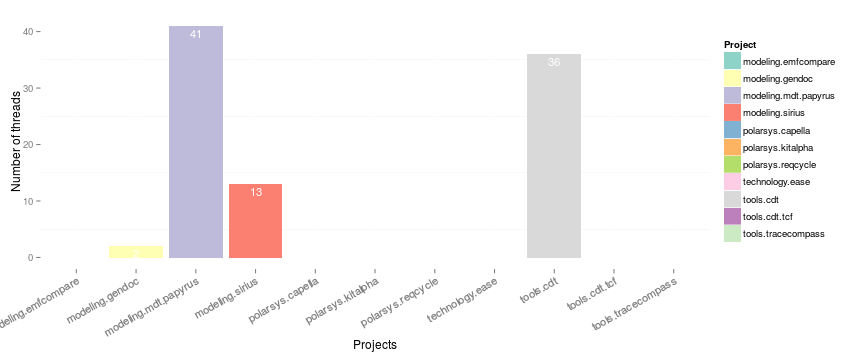 40
30
20
10
0
Number of threads
41
13
36
2
deling.emfcompare
modeling.gendoc
modeling.mdt.papyrus
modeling.sirius
polarsys.capella
polarsys.kitalpha
polarsys.reqcycle
technology.ease
tools.cdt
tools.cdt.tcf
tools.tracecompass
Projects
Project
modeling.emfcompare
modeling.gendoc
modeling.mdt.papyrus
modeling.sirius
polarsys.capella
polarsys.kitalpha
polarsys.reqcycle
technology.ease
tools.cdt
tools.cdt.tcf
tools.tracecompass